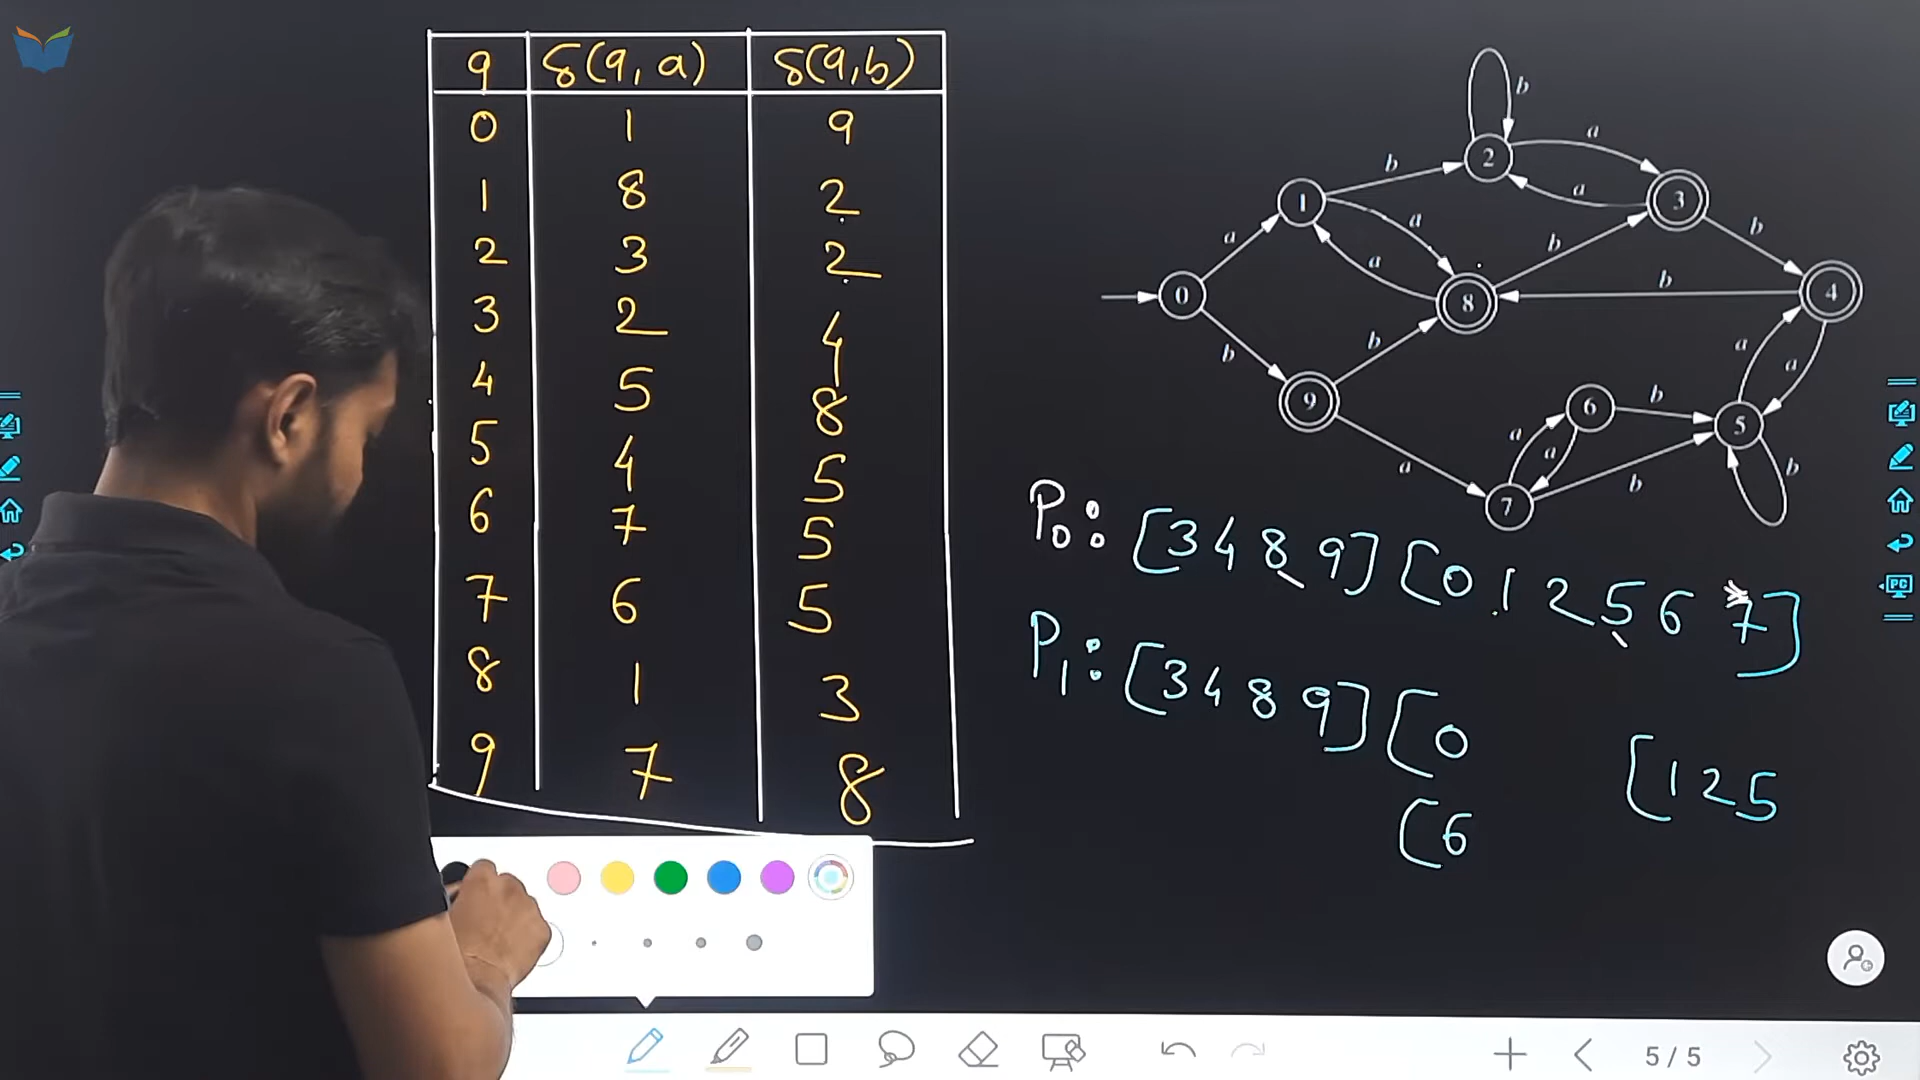 q δ(q, a) δ(q,b)
0 1 9
1 8 2
2 3 2
3 2 4
4 5 8
5 4 5
6 7 5
7 6 5
8 1 3
9 7 8
b
2
a
b
1
a
3
a
a
b
b
a
0
8
b
4
b
b
a
a
9
6
b
5
a
a
b
a
7
b
P0: [3 4 8 9] [0 1 2 5 6 7]
P1: [3 4 8 9] [0 [1 2 5
(6
PC
PC
5 / 5